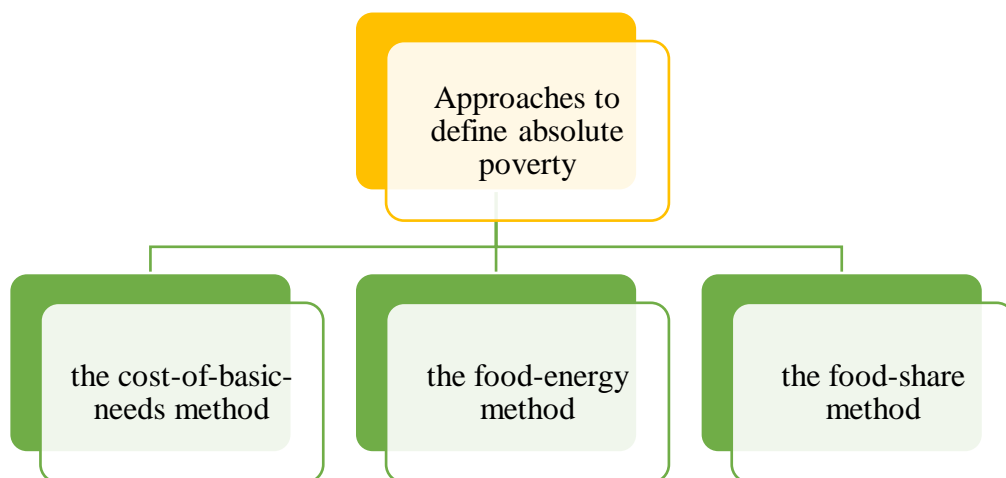 Approaches to
define absolute
poverty
the cost-of-basic-
needs method
the food-energy
method
the food-share
method